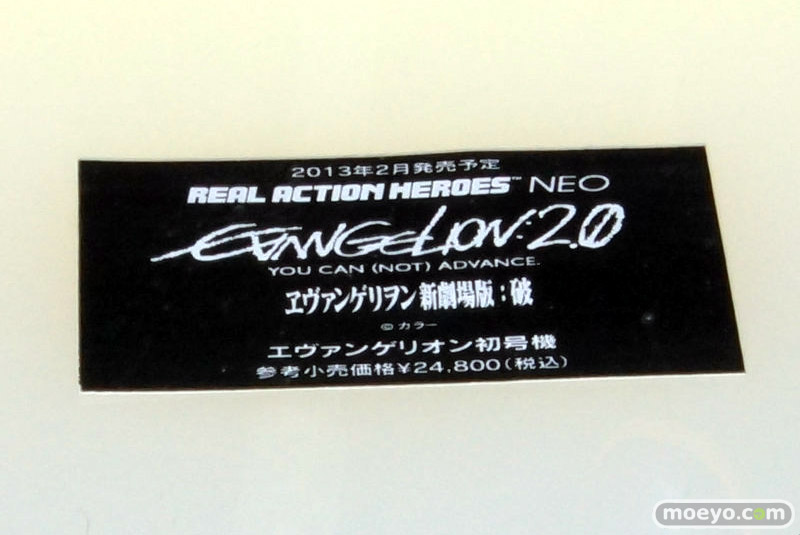 2013年2月発売予定
REAL ACTION HEROES™ NEO
EVANGELION:2.0
YOU CAN (NOT) ADVANCE.
ヱヴァンゲリヲン新劇場版：破
© カラー
エヴァンゲリオン初号機
参考小売価格¥24,800(税込)
moeyo.com